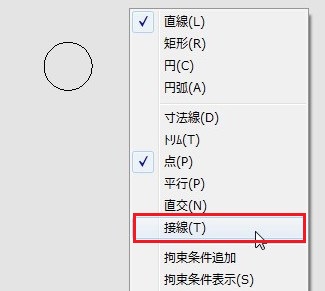 直線(L)
矩形(R)
円(C)
円弧(A)
寸法線(D)
ﾄﾘﾑ(T)
点(P)
平行(P)
直交(N)
接線(T)
拘束条件追加
拘束条件表示(S)